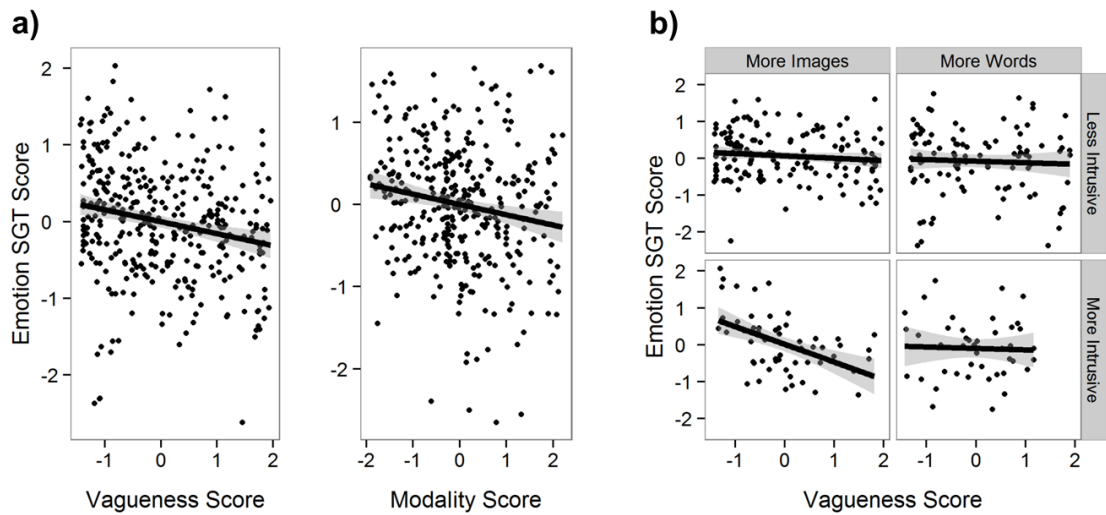 a)
Emotion SGT Score
2
1
0
-1
-2
-1 0 1 2
Vagueness Score
1
0
-1
-2
-2 -1 0 1 2
Modality Score
b)
More Images More Words
Less Intrusive
More Intrusive
Emotion SGT Score
2
1
0
-1
-2
2
1
0
-1
-2
-1 0 1 2 -1 0 1 2
Vagueness Score